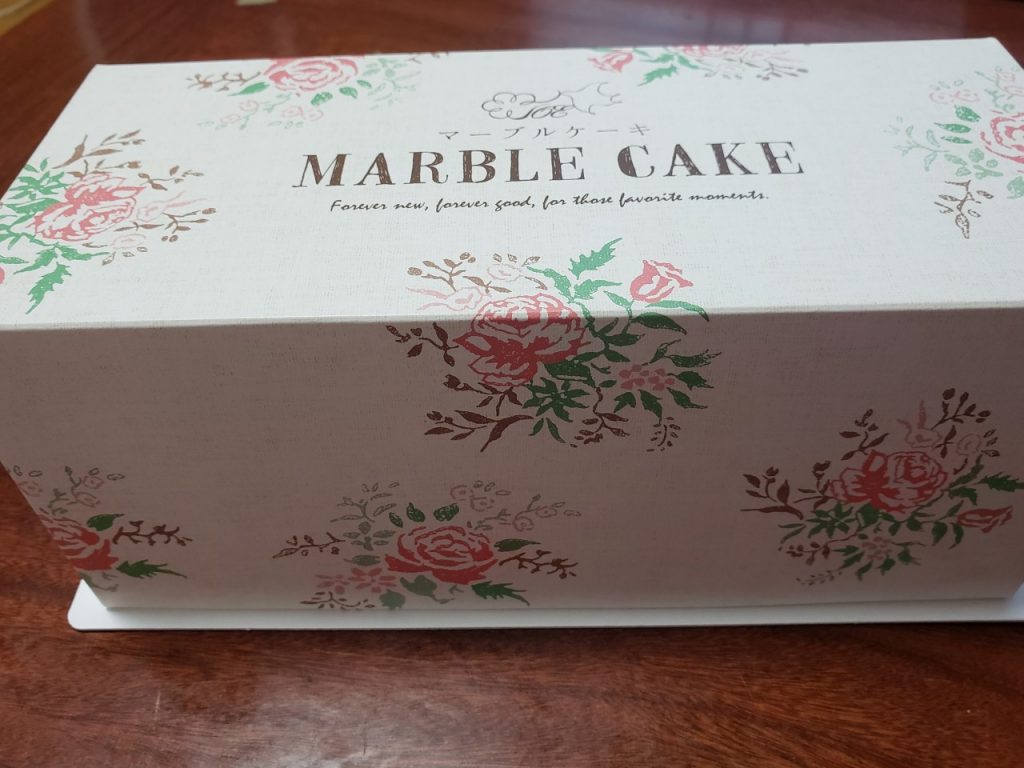 マーブルケーキ
MARBLE CAKE
Forever new, forever good, for those favorite moments.